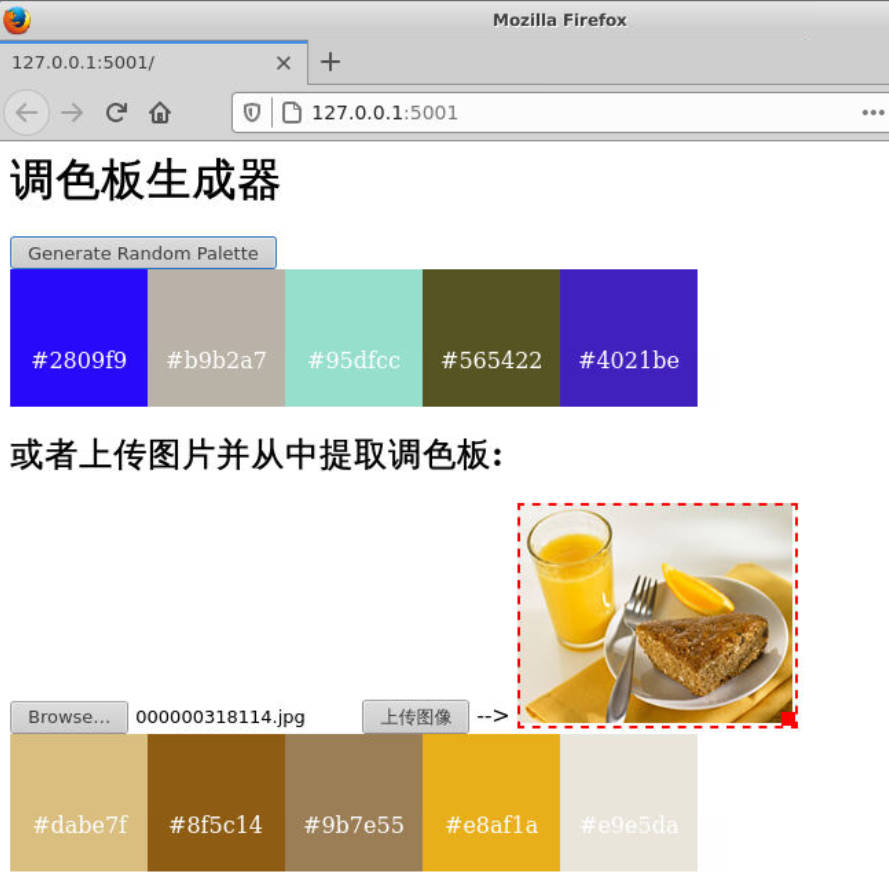 Mozilla Firefox
127.0.0.1:5001/
127.0.0.1:5001
调色板生成器
Generate Random Palette
#2809f9 #b9b2a7 #95dfcc #565422 #4021be
或者上传图片并从中提取调色板:
Browse... 000000318114.jpg 上传图像 -->
#dabe7f #8f5c14 #9b7e55 #e8af1a #e9e5da